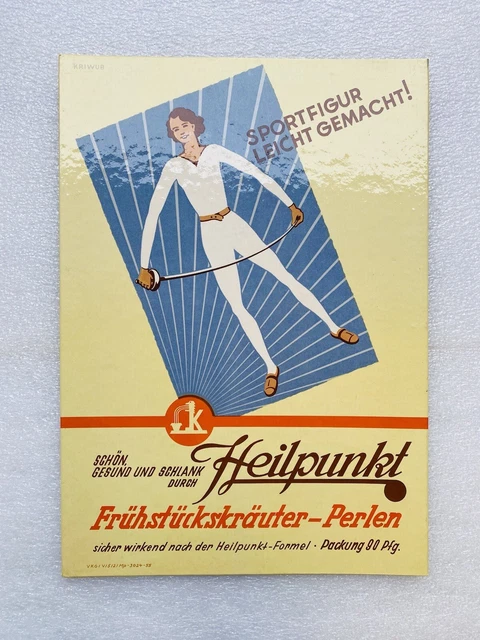 KRIWUB
SPORTFIGUR
LEICHT GEMACHT!
k
SCHÖN,
GESUND UND SCHLANK
DURCH
Heilpunkt
Frühstückskräuter-Perlen
sicher wirkend nach der Heilpunkt-Formel · Packung 90 Pfg.